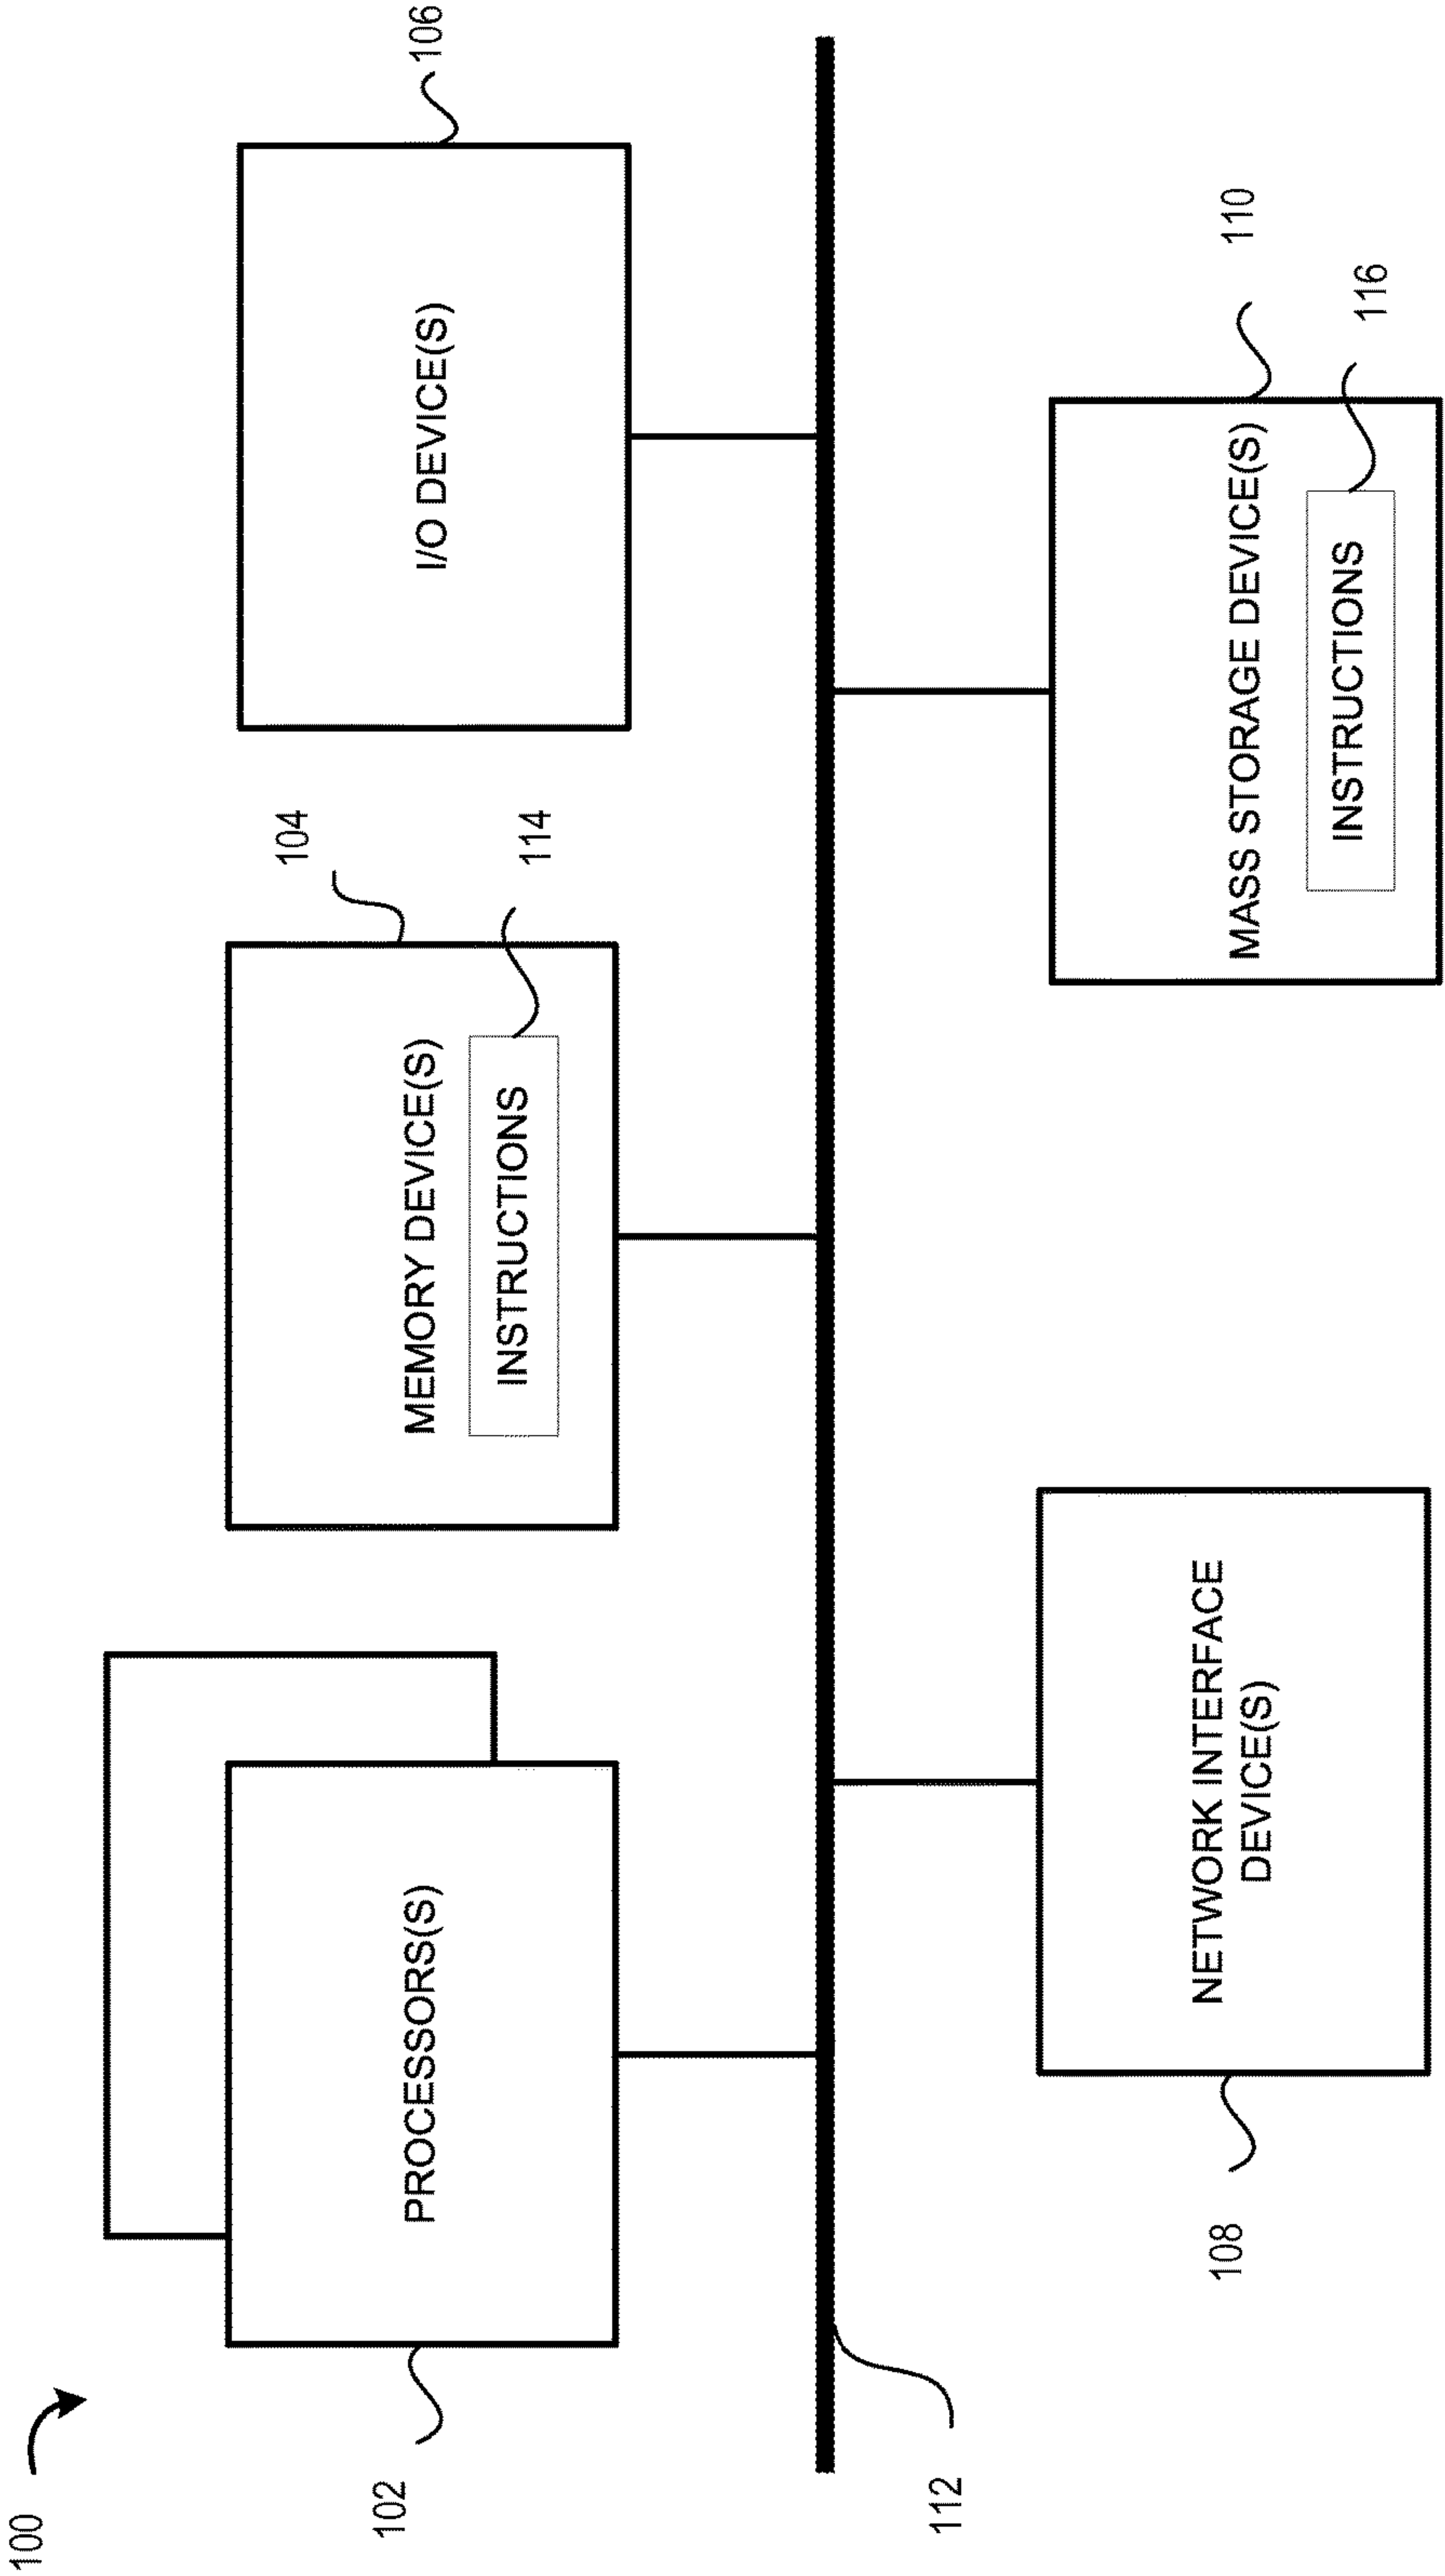 100
102
PROCESSORS(S)
MEMORY DEVICE(S)
INSTRUCTIONS
104
114
I/O DEVICE(S)
106
112
108
NETWORK INTERFACE
DEVICE(S)
MASS STORAGE DEVICE(S)
INSTRUCTIONS
110
116